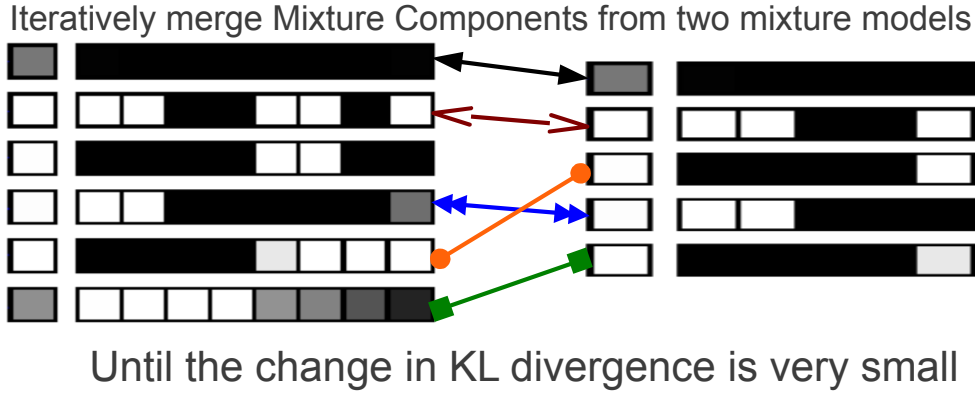 Iteratively merge Mixture Components from two mixture models
Until the change in KL divergence is very small